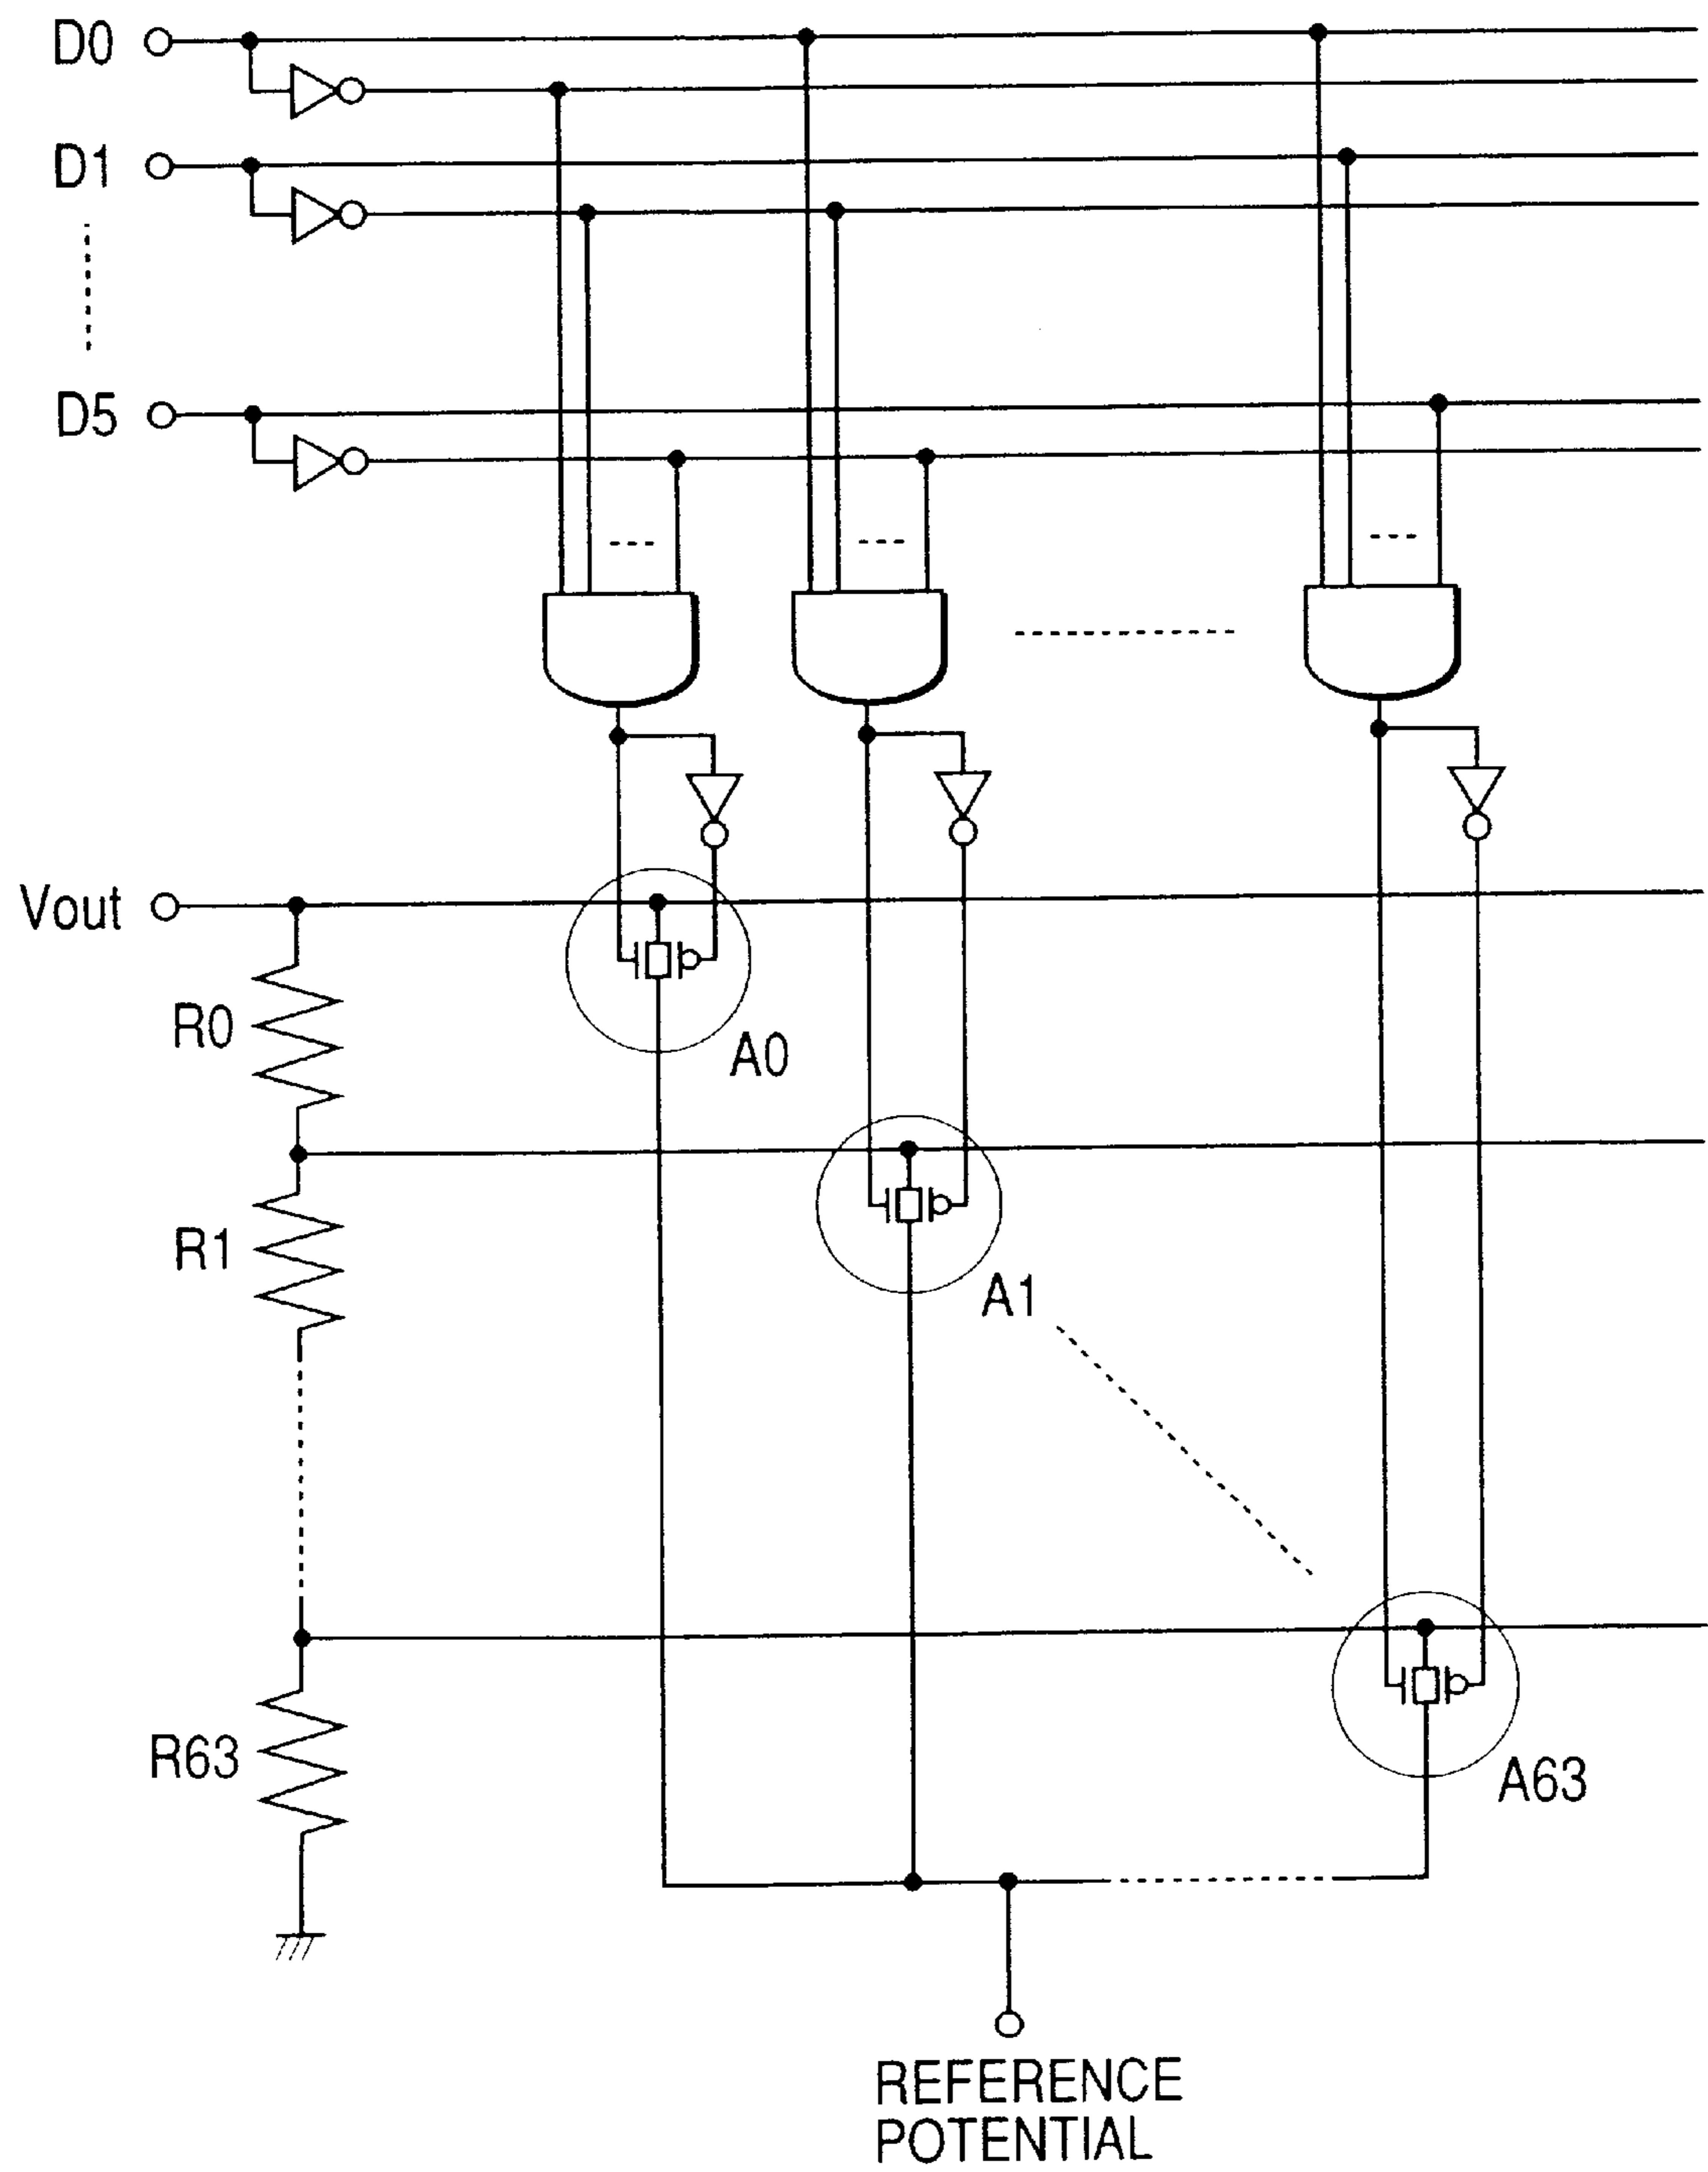 D0
D1
D5
Vout
R0
A0
R1
A1
R63
A63
REFERENCE
POTENTIAL